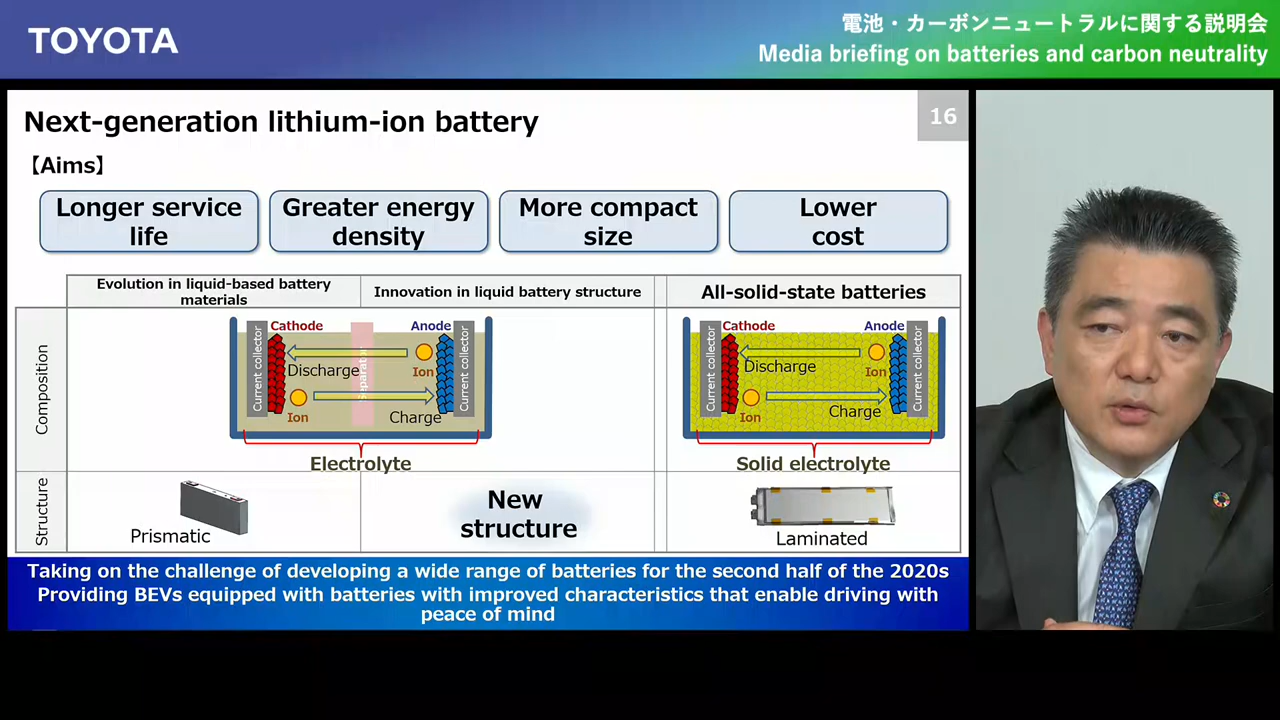 TOYOTA
電池・カーボンニュートラルに関する説明会
Media briefing on batteries and carbon neutrality
Next-generation lithium-ion battery
16
【Aims】
Longer service
life
Greater energy
density
More compact
size
Lower
cost
Evolution in liquid-based battery
materials
Innovation in liquid battery structure
All-solid-state batteries
Composition
Current collector
Cathode
Anode
Current collector
Discharge
Separator
Ion
Ion
Charge
Electrolyte
Current collector
Cathode
Anode
Current collector
Discharge
Ion
Ion
Charge
Solid electrolyte
Structure
Prismatic
New
structure
Laminated
Taking on the challenge of developing a wide range of batteries for the second half of the 2020s
Providing BEVs equipped with batteries with improved characteristics that enable driving with
peace of mind